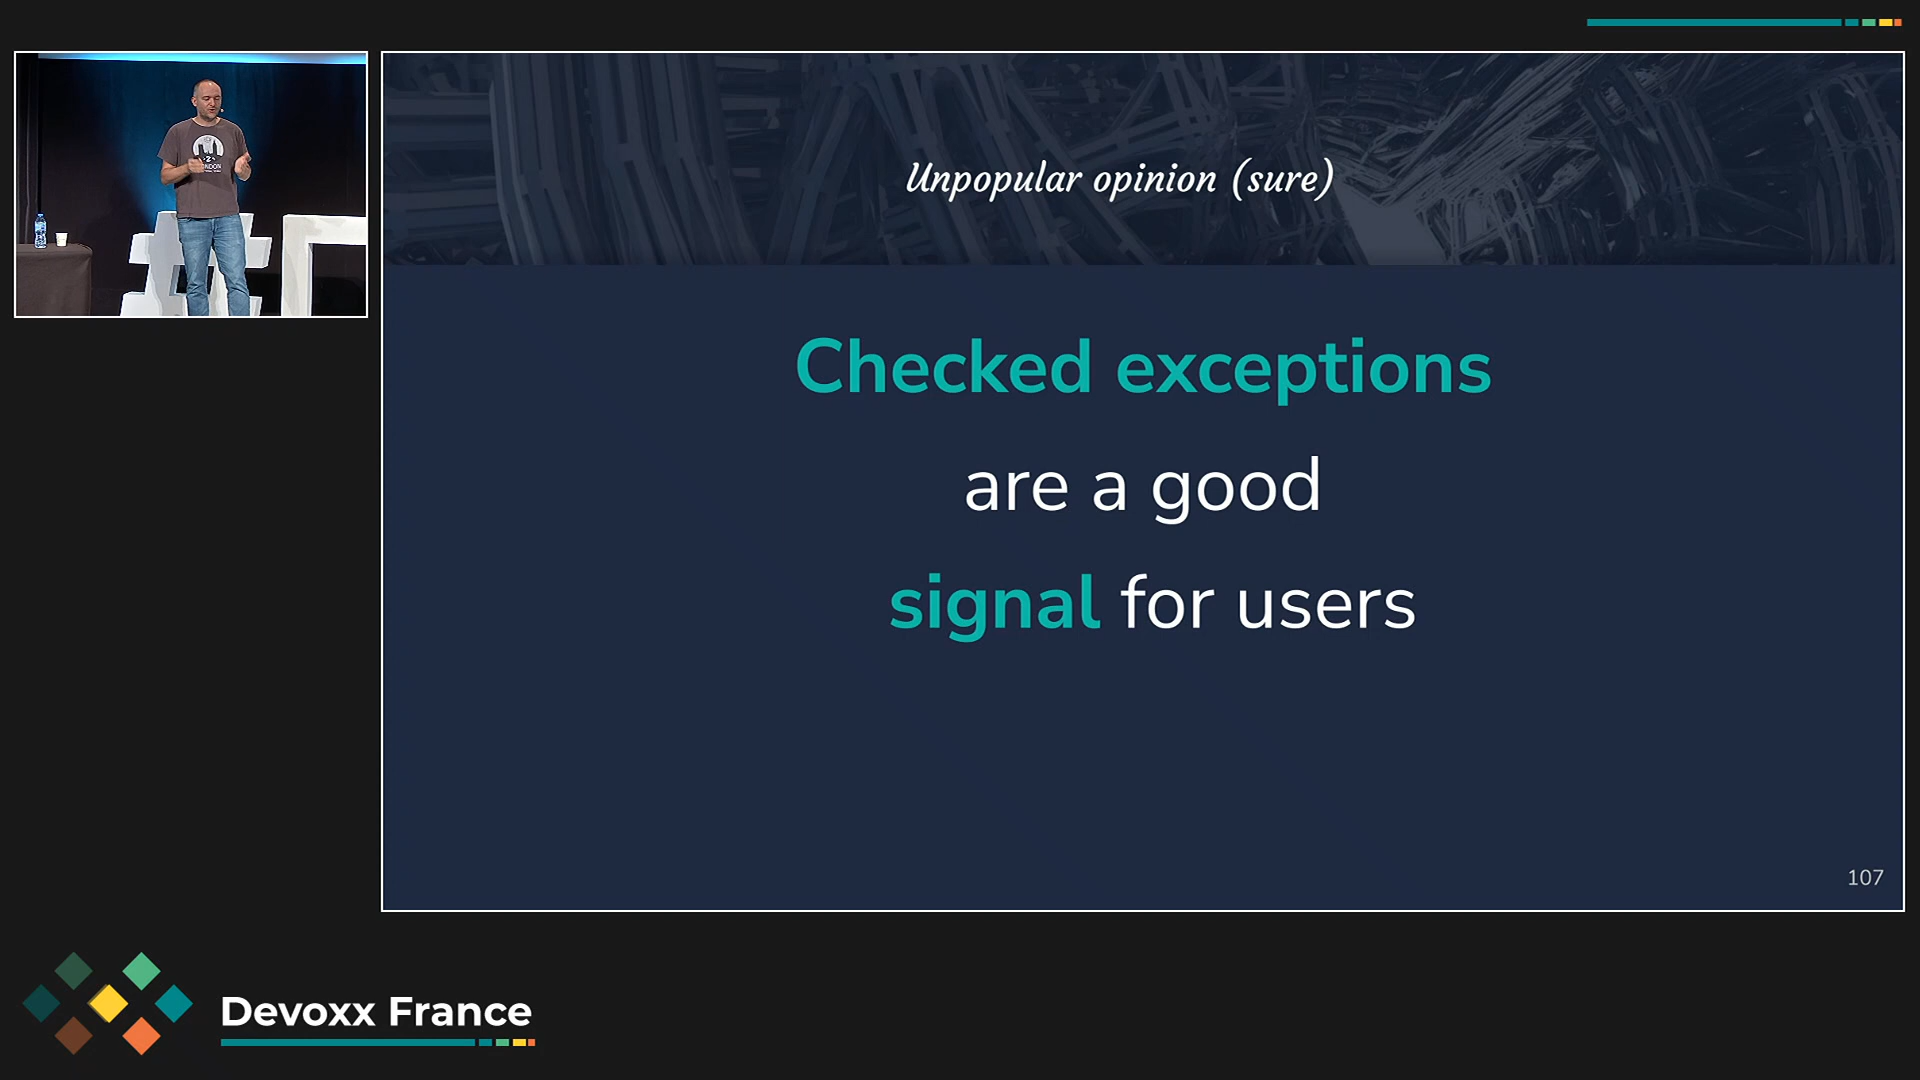 Unpopular opinion (sure)
Checked exceptions
are a good
signal for users
107
Devoxx France